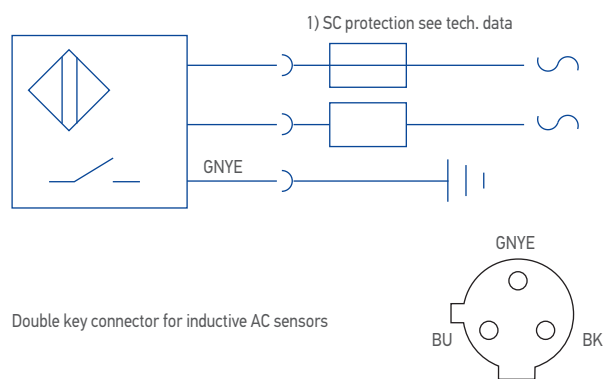 1) SC protection see tech. data
GNYE
GNYE
Double key connector for inductive AC sensors
BU
BK